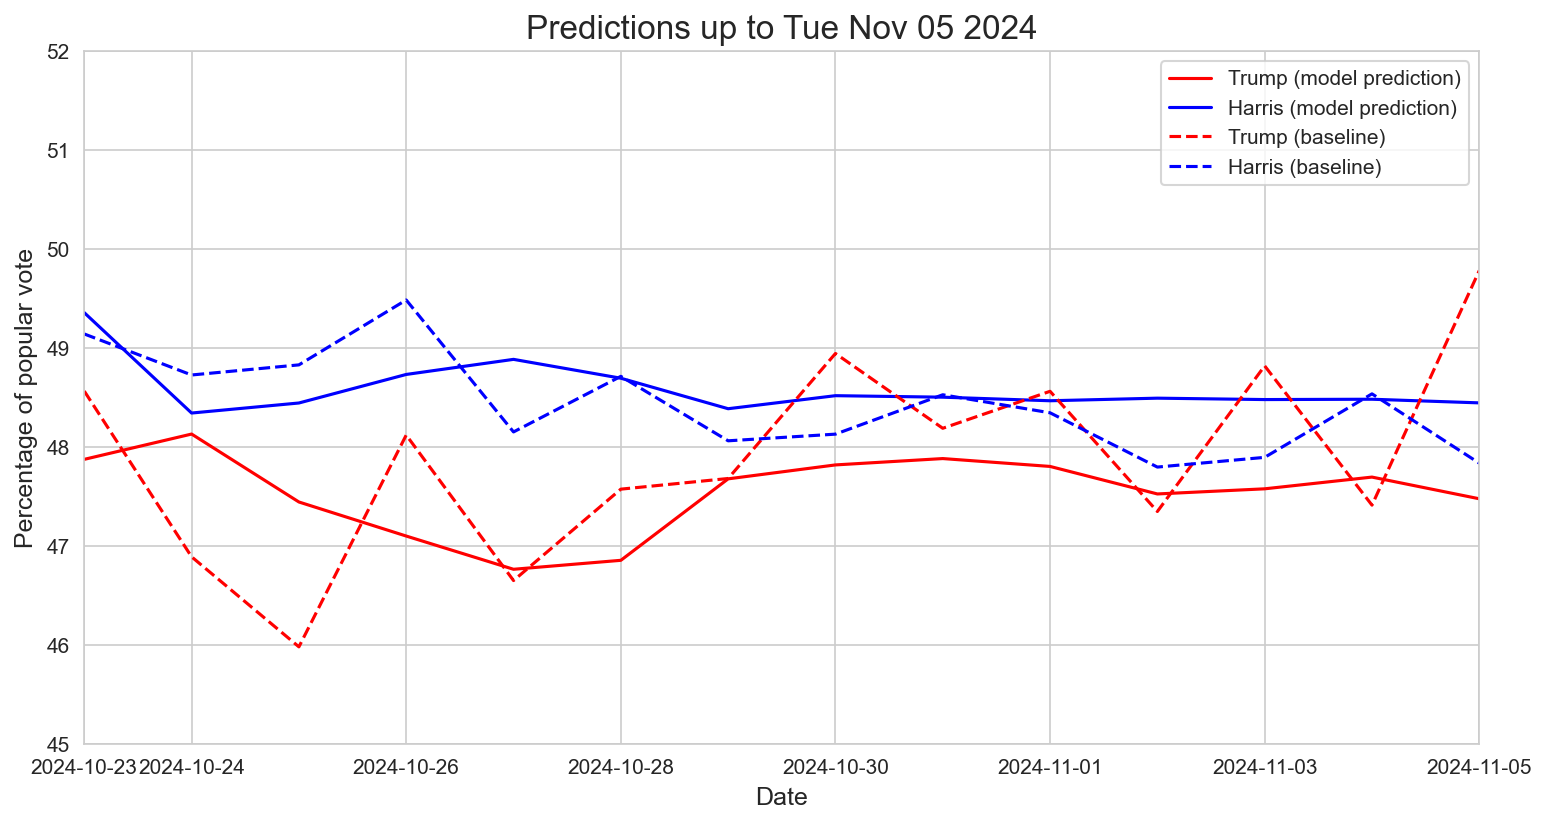 Predictions up to Tue Nov 05 2024
Trump (model prediction)
Harris (model prediction)
Trump (baseline)
Harris (baseline)
Percentage of popular vote
52
51
50
49
48
47
46
45
2024-10-23 2024-10-24 2024-10-26 2024-10-28 2024-10-30 2024-11-01 2024-11-03 2024-11-05
Date